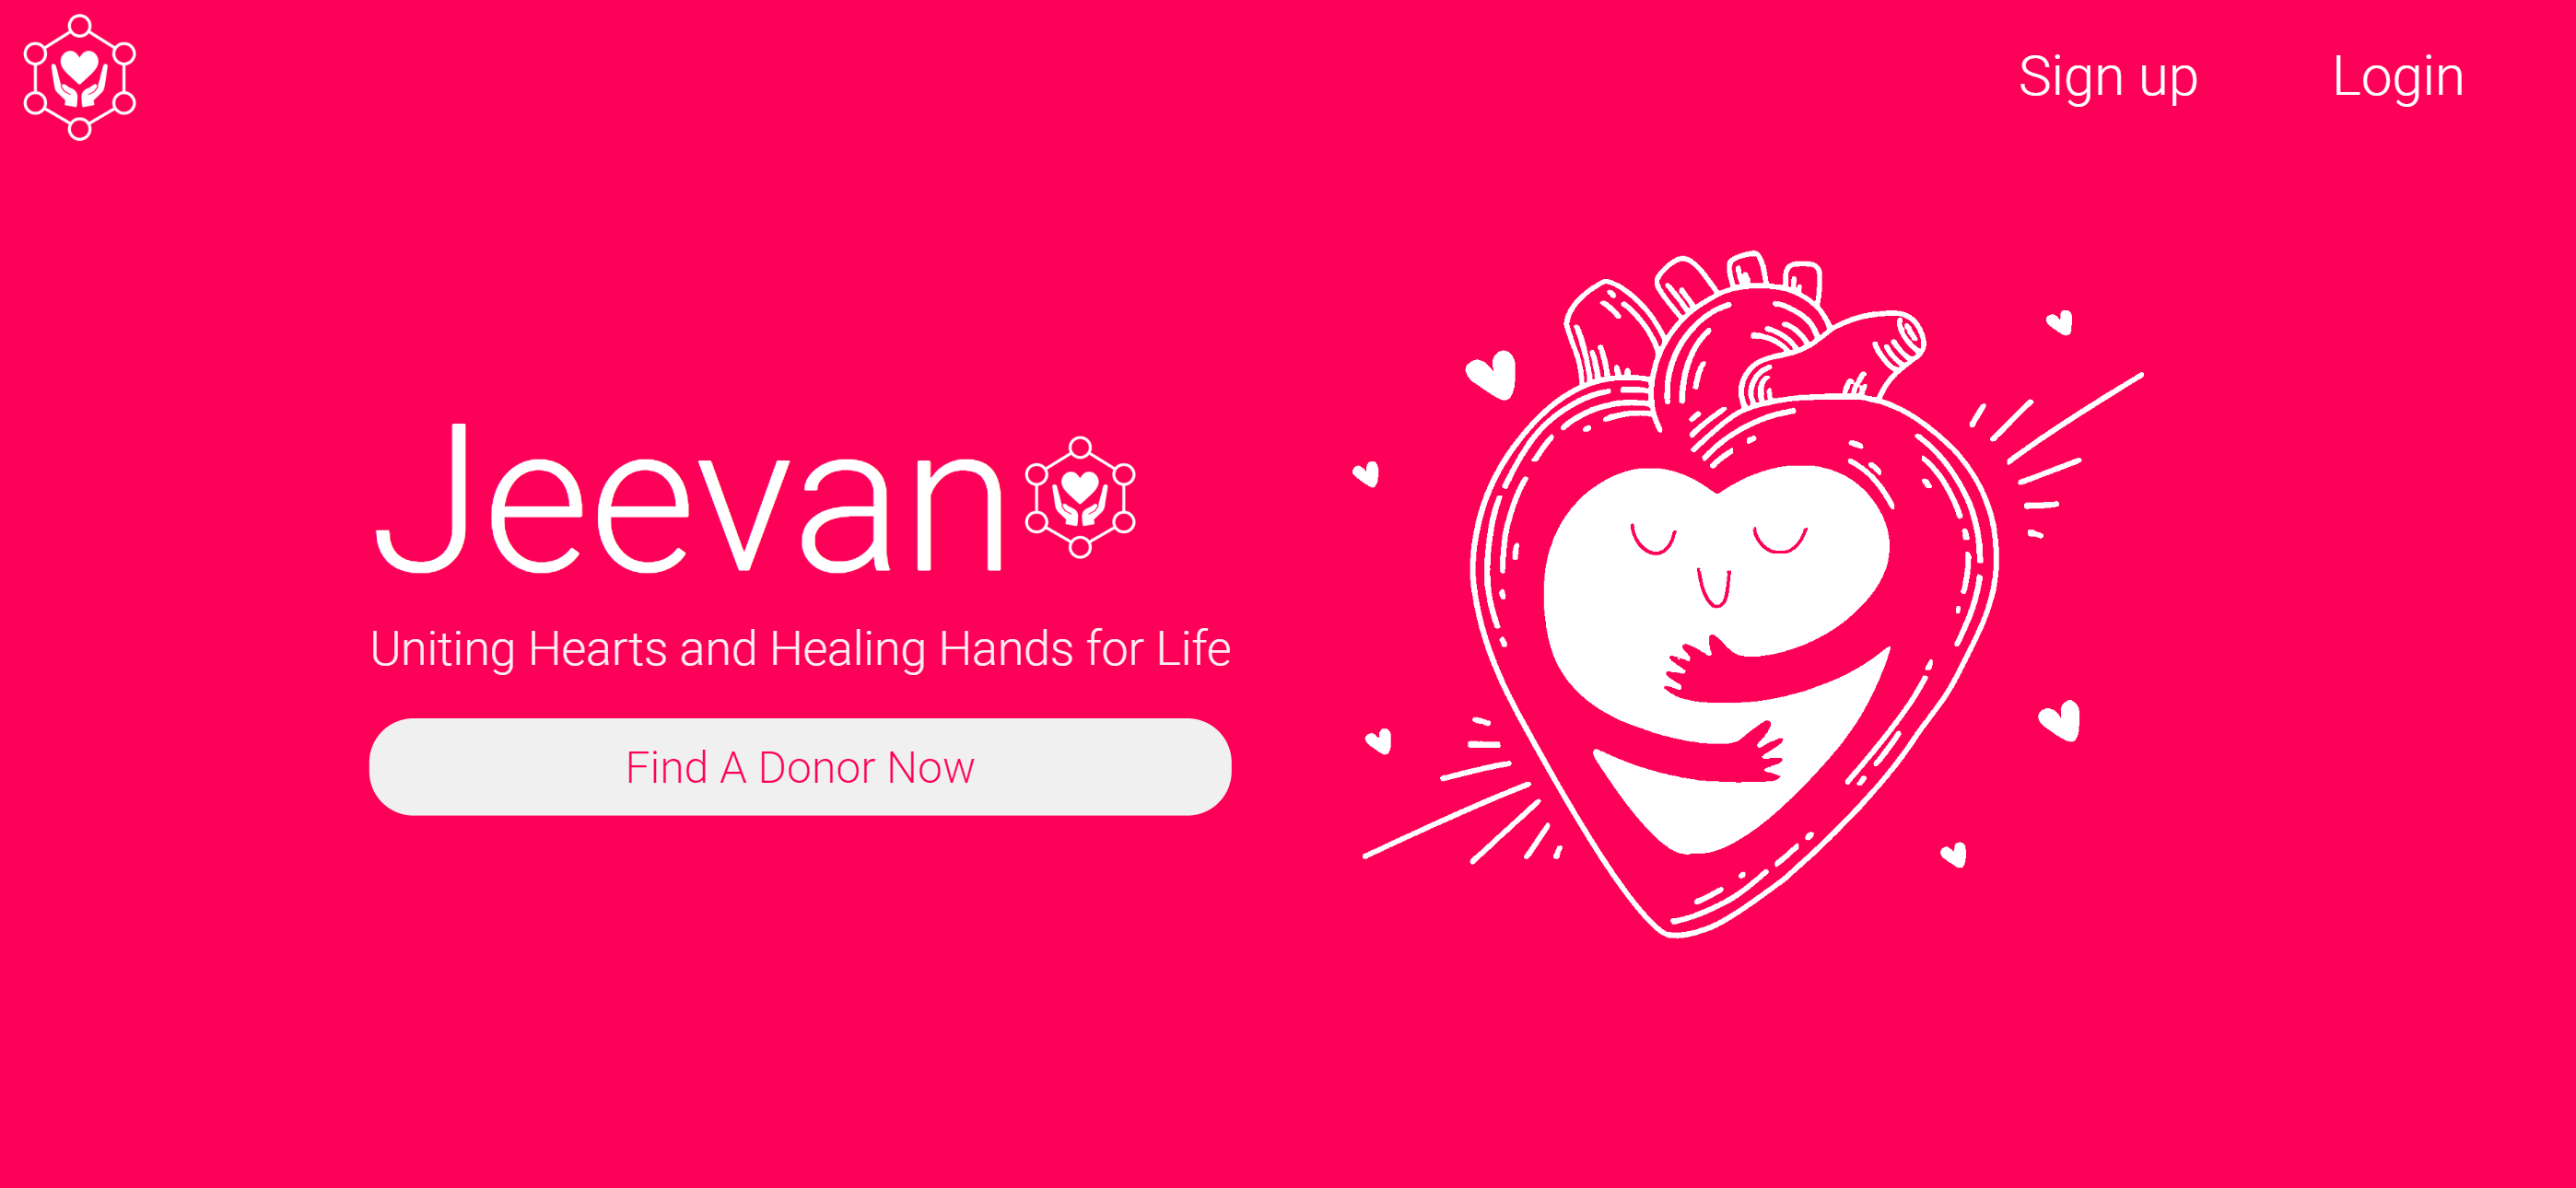 Sign up
Login
Jeevan
Uniting Hearts and Healing Hands for Life
Find A Donor Now